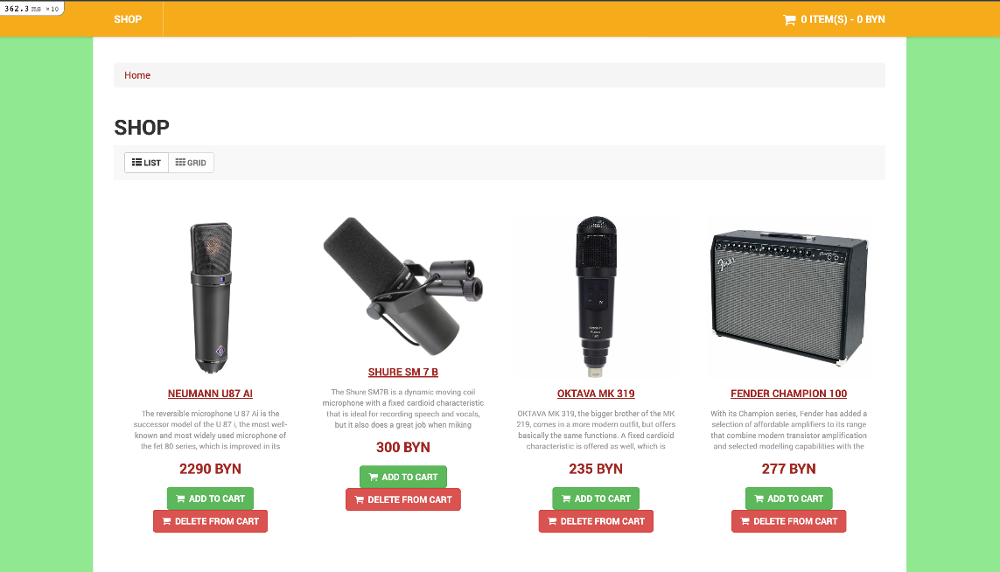 362.3 ms ×10
SHOP
0 ITEM(S) - 0 BYN
Home
SHOP
LIST
GRID
NEUMANN U87 AI
The reversible microphone U 87 Ai is the
successor model of the U 87 i, the most well-
known and most widely used microphone of
the fet 80 series, which is improved in its
2290 BYN
ADD TO CART
DELETE FROM CART
SHURE SM 7 B
The Shure SM7B is a dynamic moving coil
microphone with a fixed cardioid characteristic
that is ideal for recording speech and vocals,
but it also does a great job when miking
300 BYN
ADD TO CART
DELETE FROM CART
Made in
Russia
OKTAVA MK 319
OKTAVA MK 319, the bigger brother of the MK
219, comes in a more modern outfit, but offers
basically the same functions. A fixed cardioid
characteristic is offered as well, which is
235 BYN
ADD TO CART
DELETE FROM CART
Fender
FENDER CHAMPION 100
With its Champion series, Fender has added a
selection of affordable amplifiers to its range
that combine modern transistor amplification
and selected modelling capabilities with the
277 BYN
ADD TO CART
DELETE FROM CART